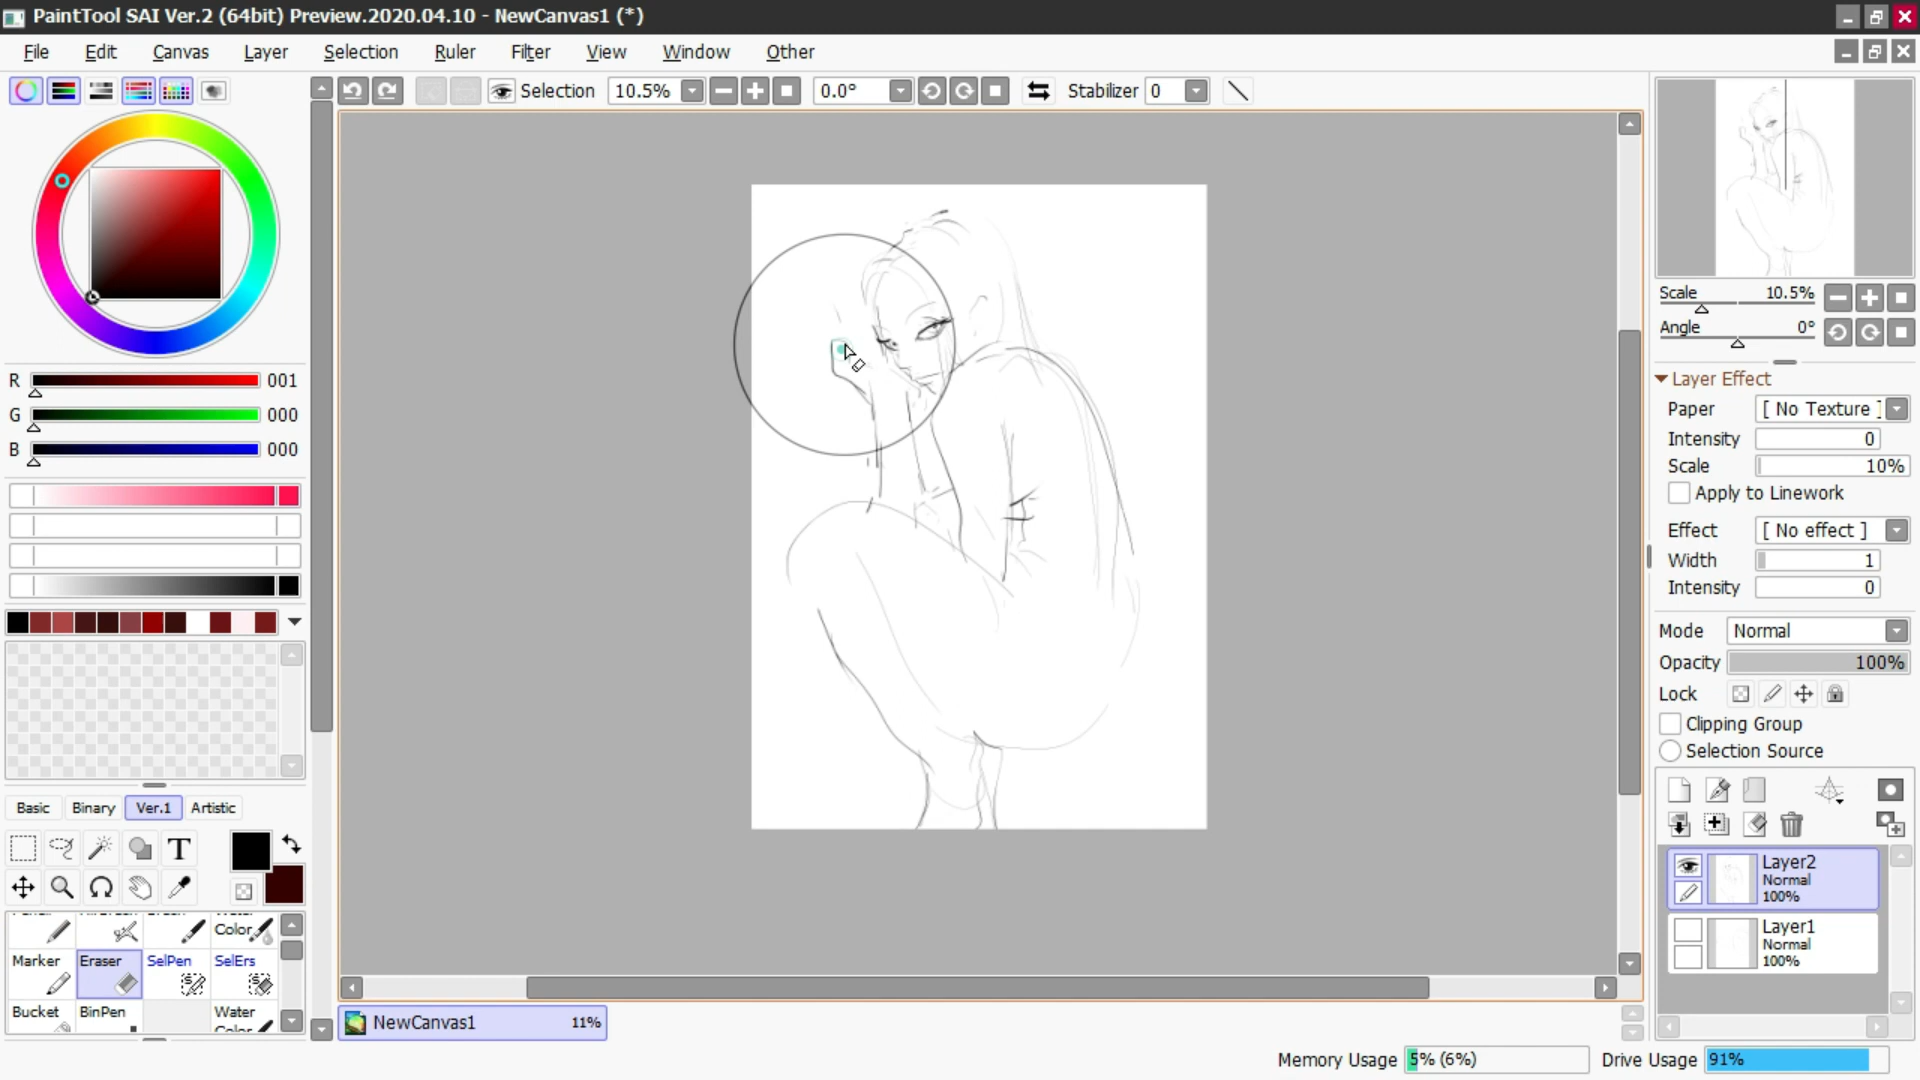 PaintTool SAI Ver.2 (64bit) Preview.2020.04.10 - NewCanvas1 (*)
File Edit Canvas Layer Selection Ruler Filter View Window Other
Selection 10.5% 0.0° Stabilizer 0
Scale 10.5%
Angle 0°
R 001
G 000
B 000
Layer Effect
Paper [ No Texture ]
Intensity 0
Scale 10%
Apply to Linework
Effect [ No effect ]
Width 1
Intensity 0
Mode Normal
Opacity 100%
Lock
Clipping Group
Selection Source
Basic Binary Ver.1 Artistic
T
Color
Marker Eraser SelPen SelErs
Bucket BinPen Water
Color
Layer2
Normal
100%
Layer1
Normal
100%
NewCanvas1 11%
Memory Usage 5% (6%) Drive Usage 91%